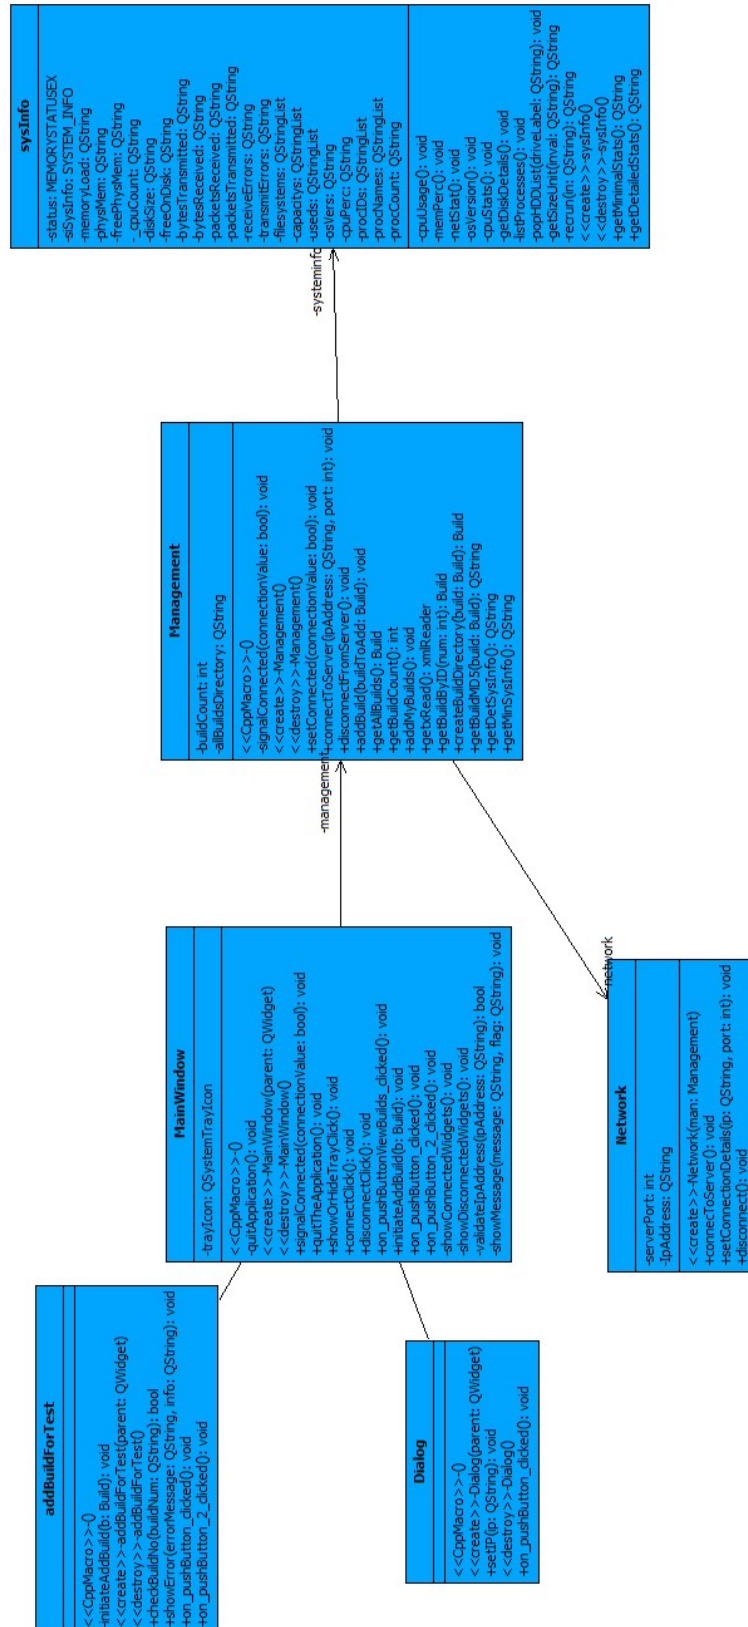 addBuildForTest
<<CppMacro>>-()
-initiateAddBuild(b: Build): void
<<create>>-addBuildForTest(parent: QWidget)
<<destroy>>-addBuildForTest()
+checkBuildNo(buildNum: QString): bool
+showError(errorMessage: QString, info: QString): void
+on_pushButton_clicked(): void
+on_pushButton_2_clicked(): void
Dialog
<<CppMacro>>-()
<<create>>-Dialog(parent: QWidget)
+setIP(ip: QString): void
<<destroy>>-Dialog()
+on_pushButton_clicked(): void
MainWindow
-trayIcon: QSystemTrayIcon
<<CppMacro>>-()
-quitApplication(): void
<<create>>-MainWindow(parent: QWidget)
<<destroy>>-MainWindow()
+signalConnected(connectionValue: bool): void
+quitTheApplication(): void
+showOrHideTrayClick(): void
+connectClick(): void
+disconnectClick(): void
+on_pushButtonViewBuilds_clicked(): void
+initiateAddBuild(b: Build): void
+on_pushButton_clicked(): void
+on_pushButton_2_clicked(): void
-showConnectedWidgets(): void
-showDisconnectedWidgets(): void
-validateIpAddress(ipAddress: QString): bool
-showMessage(message: QString, flag: QString): void
-management
Network
-serverPort: int
-IpAddress: QString
<<create>>-Network(man: Management)
+connecToServer(): void
+setConnectionDetails(ip: QString, port: int): void
+disconnect(): void
-network
Management
-buildCount: int
-allBuildsDirectory: QString
<<CppMacro>>-()
-signalConnected(connectionValue: bool): void
<<create>>-Management()
<<destroy>>-Management()
+setConnected(connectionValue: bool): void
+connectToServer(ipAddress: QString, port: int): void
+disconnectFromServer(): void
+addBuild(buildToAdd: Build): void
+getAllBuilds(): Build
+getBuildCount(): int
+addMyBuilds(): void
+getxRead(): xmlReader
+getBuildByID(num: int): Build
+createBuildDirectory(build: Build): Build
+getBuildMD5(build: Build): QString
+getDetSysInfo(): QString
+getMinSysInfo(): QString
-systeminfo
sysInfo
-status: MEMORYSTATUSEX
-siSysInfo: SYSTEM_INFO
-memoryLoad: QString
-physMem: QString
-freePhysMem: QString
-_cpuCount: QString
-diskSize: QString
-freeOnDisk: QString
-bytesTransmitted: QString
-bytesReceived: QString
-packetsReceived: QString
-packetsTransmitted: QString
-receiveErrors: QString
-transmitErrors: QString
-filesystems: QStringList
-capacitys: QStringList
-useds: QStringList
-osVers: QString
-cpuPerc: QString
-procIDs: QStringList
-procNames: QStringList
-procCount: QString
-cpuUsage(): void
-memPerc(): void
-netStat(): void
-osVersion(): void
-cpuStats(): void
-getDiskDetails(): void
-listProcesses(): void
-popHDDList(driveLabel: QString): void
-getSizeUnit(inval: QString): QString
-recrun(in: QString): QString
<<create>>-sysInfo()
<<destroy>>-sysInfo()
+getMinimalStats(): QString
+getDetailedStats(): QString